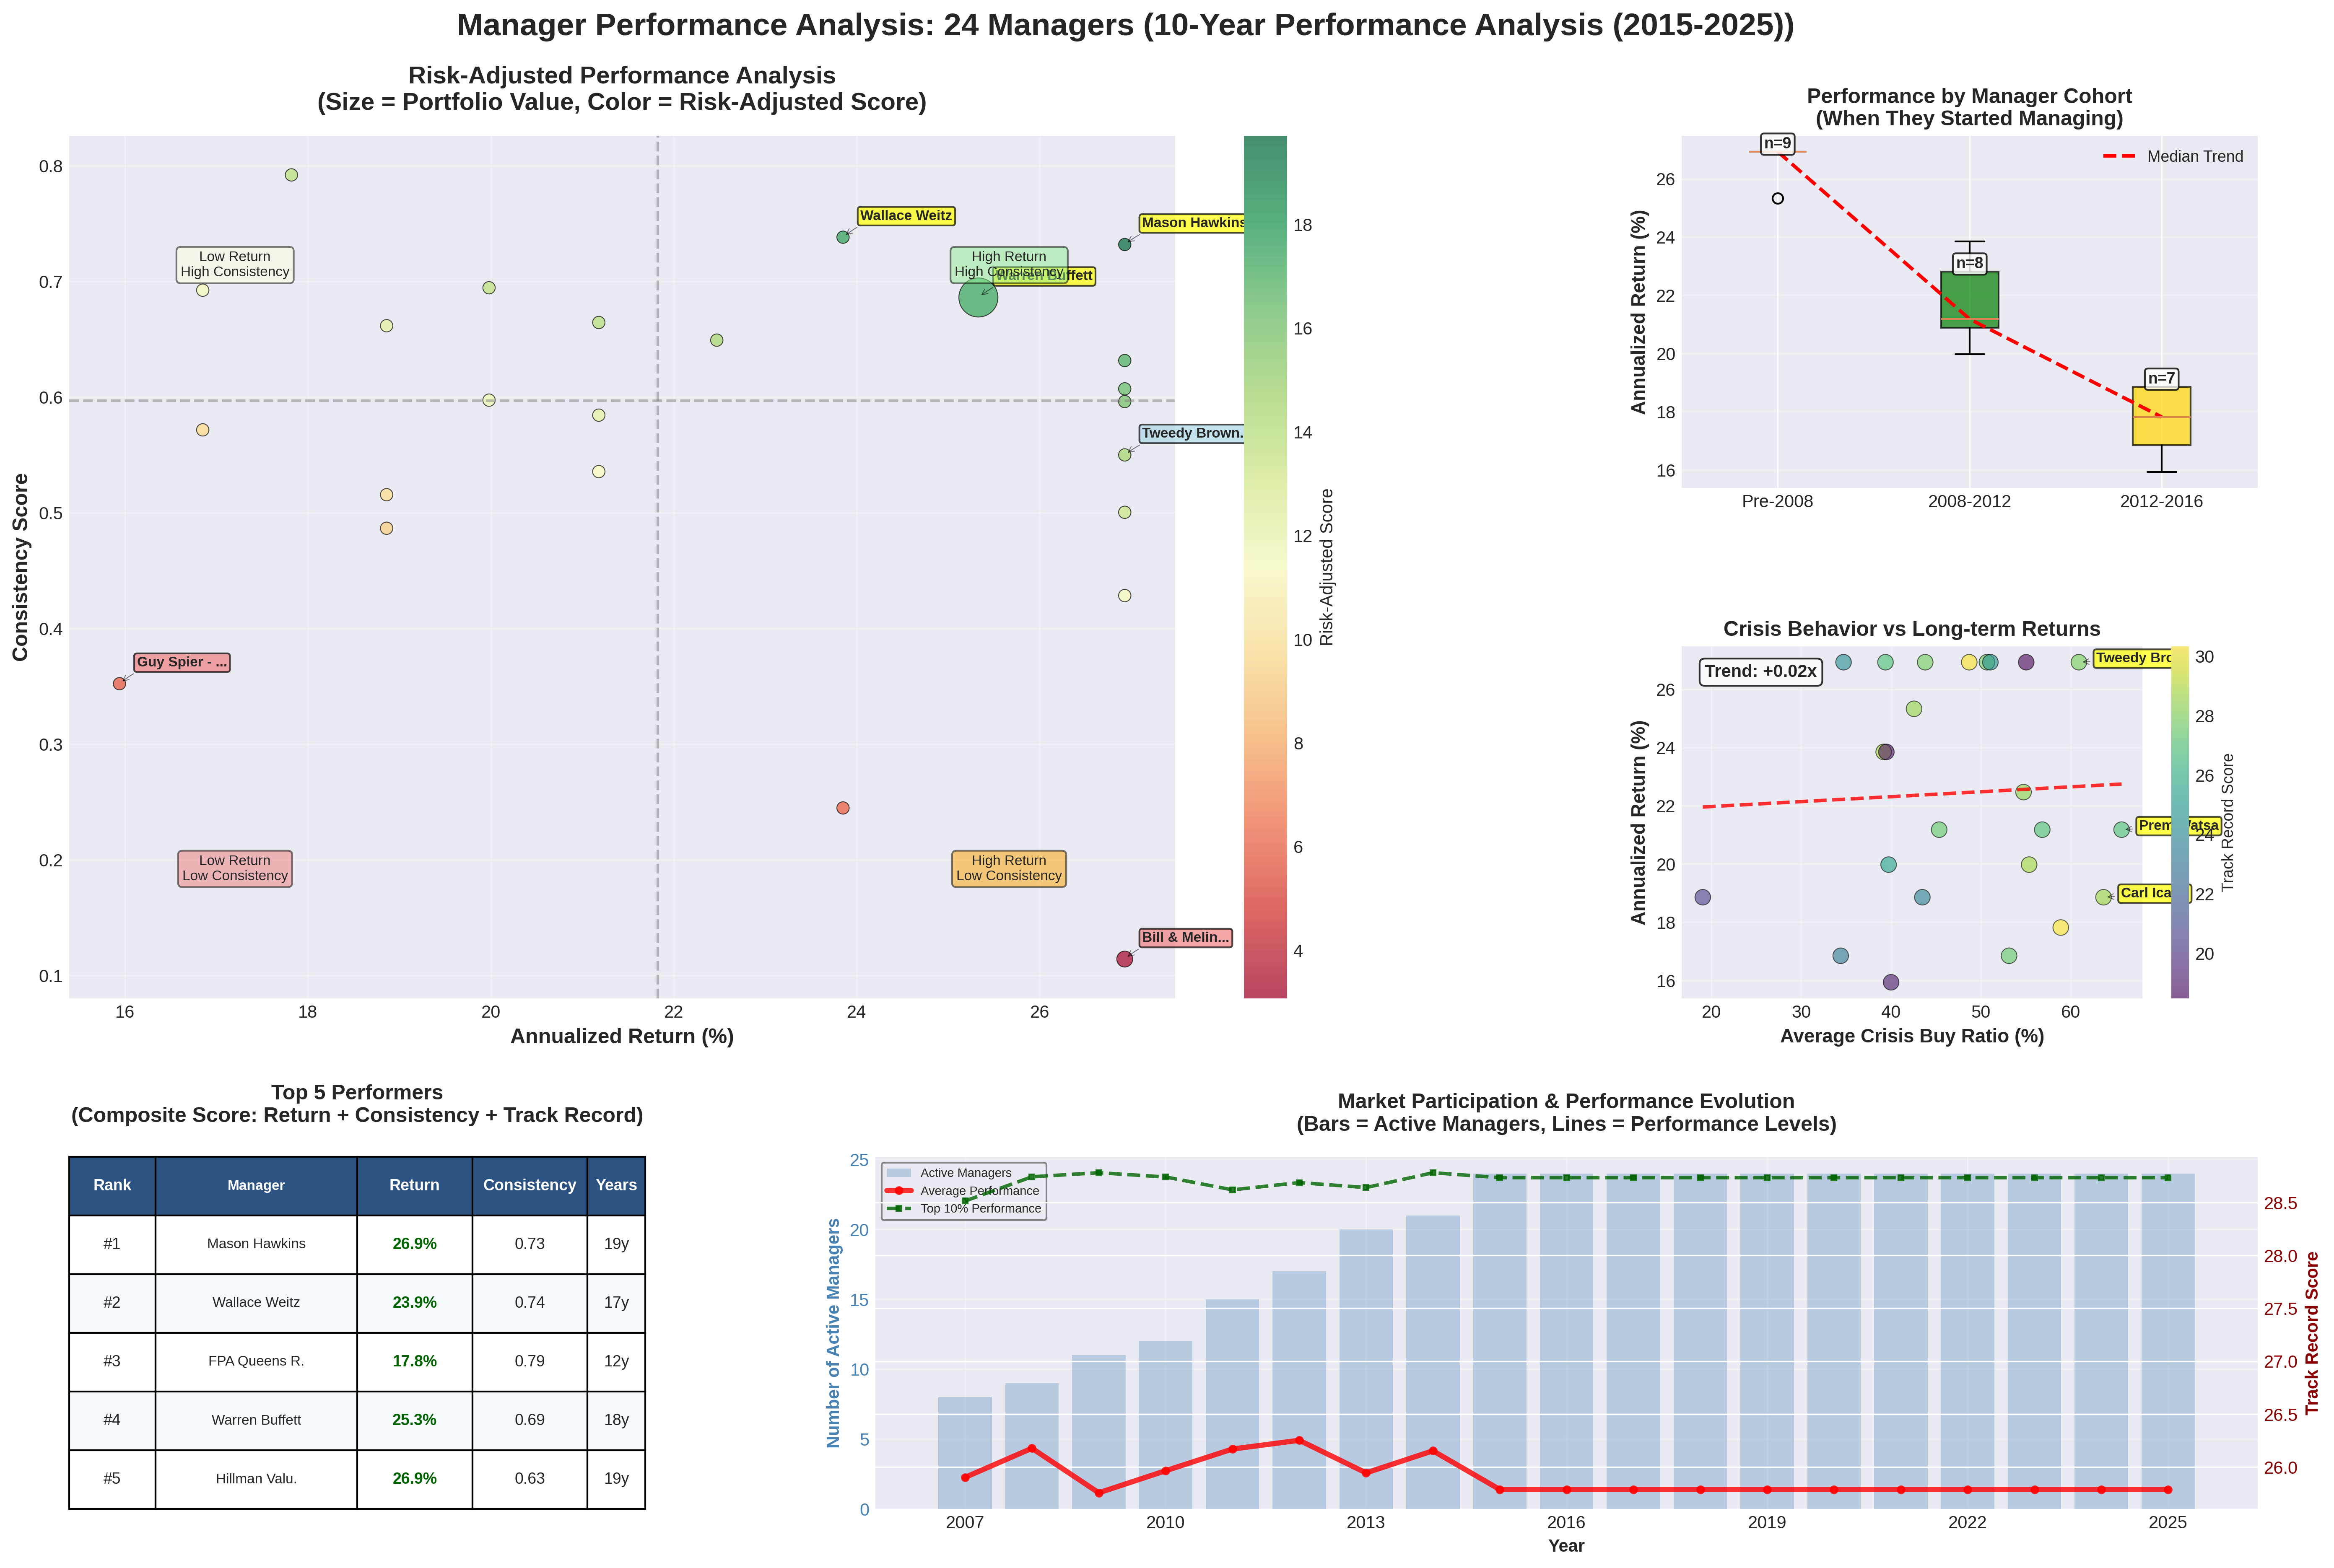 Manager Performance Analysis: 24 Managers (10-Year Performance Analysis (2015-2025))
Risk-Adjusted Performance Analysis
(Size = Portfolio Value, Color = Risk-Adjusted Score)
Consistency Score
0.8
0.7
0.6
0.5
0.4
0.3
0.2
0.1
Low Return
High Consistency
Wallace Weitz
Mason Hawkins
High Return
High Consistency
Warren Buffett
Tweedy Brown.
Guy Spier - ...
Low Return
Low Consistency
High Return
Low Consistency
Bill & Melin...
16
18
20
22
24
26
Annualized Return (%)
18
16
14
12
10
8
6
4
Risk-Adjusted Score
Performance by Manager Cohort
(When They Started Managing)
Annualized Return (%)
26
24
22
20
18
16
n=9
n=8
n=7
Median Trend
Pre-2008
2008-2012
2012-2016
Crisis Behavior vs Long-term Returns
Annualized Return (%)
26
24
22
20
18
16
Trend: +0.02x
Tweedy Bro
Prem Watsa
Carl Ica
20
30
40
50
60
Average Crisis Buy Ratio (%)
30
28
26
24
22
20
Track Record Score
Top 5 Performers
(Composite Score: Return + Consistency + Track Record)
Rank Manager Return Consistency Years
#1 Mason Hawkins 26.9% 0.73 19y
#2 Wallace Weitz 23.9% 0.74 17y
#3 FPA Queens R. 17.8% 0.79 12y
#4 Warren Buffett 25.3% 0.69 18y
#5 Hillman Valu. 26.9% 0.63 19y
Market Participation & Performance Evolution
(Bars = Active Managers, Lines = Performance Levels)
Number of Active Managers
25
20
15
10
5
0
Active Managers
Average Performance
Top 10% Performance
2007
2010
2013
2016
2019
2022
2025
Year
28.5
28.0
27.5
27.0
26.5
26.0
Track Record Score